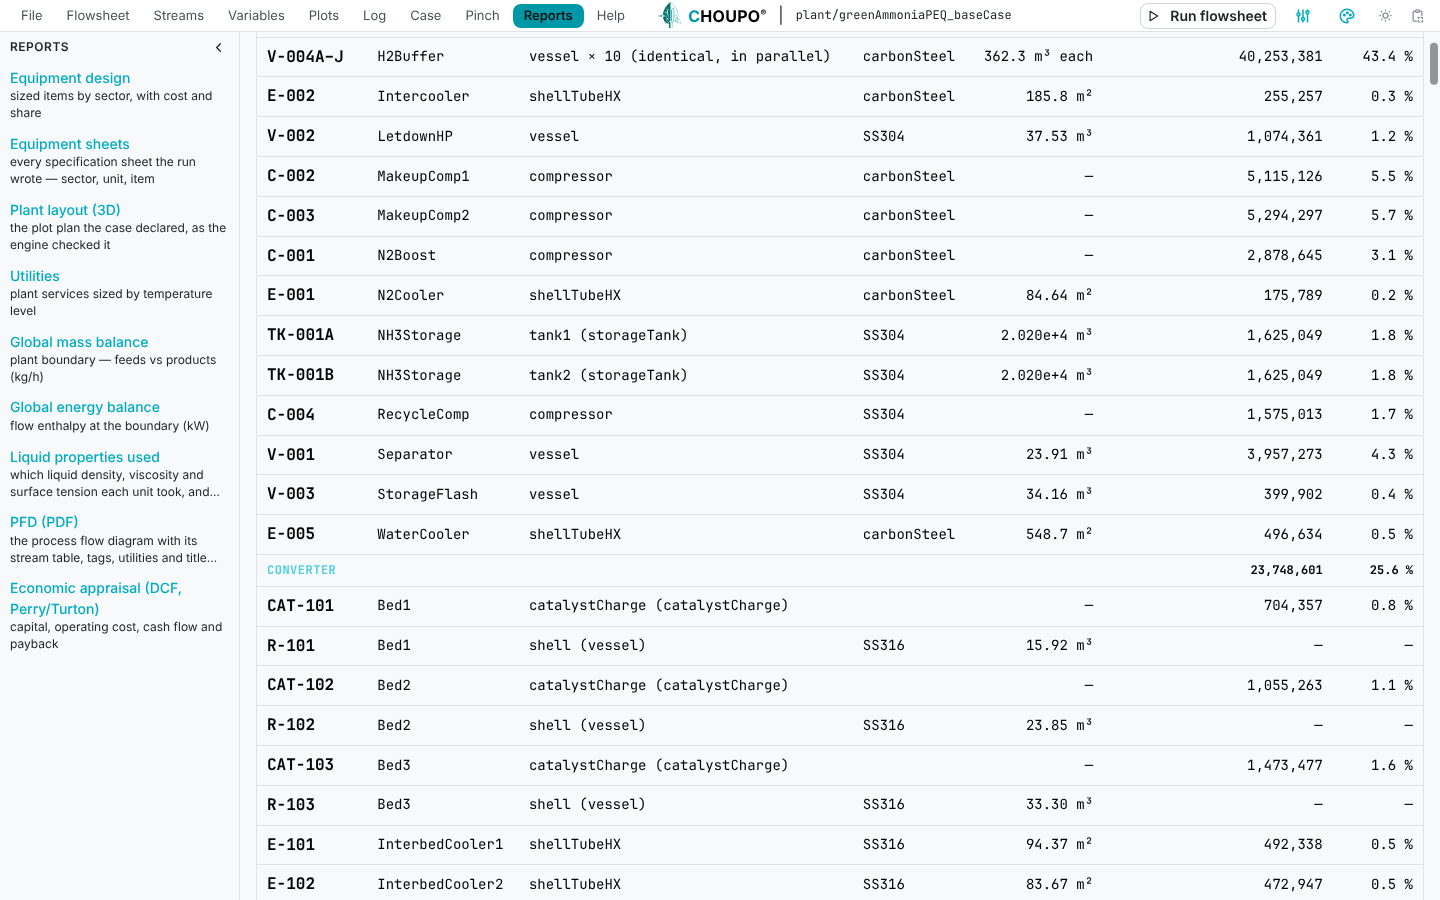 File Flowsheet Streams Variables Plots Log Case Pinch Reports Help CHOUPO® plant/greenAmmoniaPEQ_baseCase Run flowsheet
REPORTS
Equipment design
sized items by sector, with cost and
share
Equipment sheets
every specification sheet the run
wrote — sector, unit, item
Plant layout (3D)
the plot plan the case declared, as the
engine checked it
Utilities
plant services sized by temperature
level
Global mass balance
plant boundary — feeds vs products
(kg/h)
Global energy balance
flow enthalpy at the boundary (kW)
Liquid properties used
which liquid density, viscosity and
surface tension each unit took, and...
PFD (PDF)
the process flow diagram with its
stream table, tags, utilities and title...
Economic appraisal (DCF,
Perry/Turton)
capital, operating cost, cash flow and
payback
V-004A–J H2Buffer vessel × 10 (identical, in parallel) carbonSteel 362.3 m³ each 40,253,381 43.4 %
E-002 Intercooler shellTubeHX carbonSteel 185.8 m² 255,257 0.3 %
V-002 LetdownHP vessel SS304 37.53 m³ 1,074,361 1.2 %
C-002 MakeupComp1 compressor carbonSteel — 5,115,126 5.5 %
C-003 MakeupComp2 compressor carbonSteel — 5,294,297 5.7 %
C-001 N2Boost compressor carbonSteel — 2,878,645 3.1 %
E-001 N2Cooler shellTubeHX carbonSteel 84.64 m² 175,789 0.2 %
TK-001A NH3Storage tank1 (storageTank) SS304 2.020e+4 m³ 1,625,049 1.8 %
TK-001B NH3Storage tank2 (storageTank) SS304 2.020e+4 m³ 1,625,049 1.8 %
C-004 RecycleComp compressor SS304 — 1,575,013 1.7 %
V-001 Separator vessel SS304 23.91 m³ 3,957,273 4.3 %
V-003 StorageFlash vessel SS304 34.16 m³ 399,902 0.4 %
E-005 WaterCooler shellTubeHX carbonSteel 548.7 m² 496,634 0.5 %
CONVERTER 23,748,601 25.6 %
CAT-101 Bed1 catalystCharge (catalystCharge) — 704,357 0.8 %
R-101 Bed1 shell (vessel) SS316 15.92 m³ — —
CAT-102 Bed2 catalystCharge (catalystCharge) — 1,055,263 1.1 %
R-102 Bed2 shell (vessel) SS316 23.85 m³ — —
CAT-103 Bed3 catalystCharge (catalystCharge) — 1,473,477 1.6 %
R-103 Bed3 shell (vessel) SS316 33.30 m³ — —
E-101 InterbedCooler1 shellTubeHX SS316 94.37 m² 492,338 0.5 %
E-102 InterbedCooler2 shellTubeHX SS316 83.67 m² 472,947 0.5 %